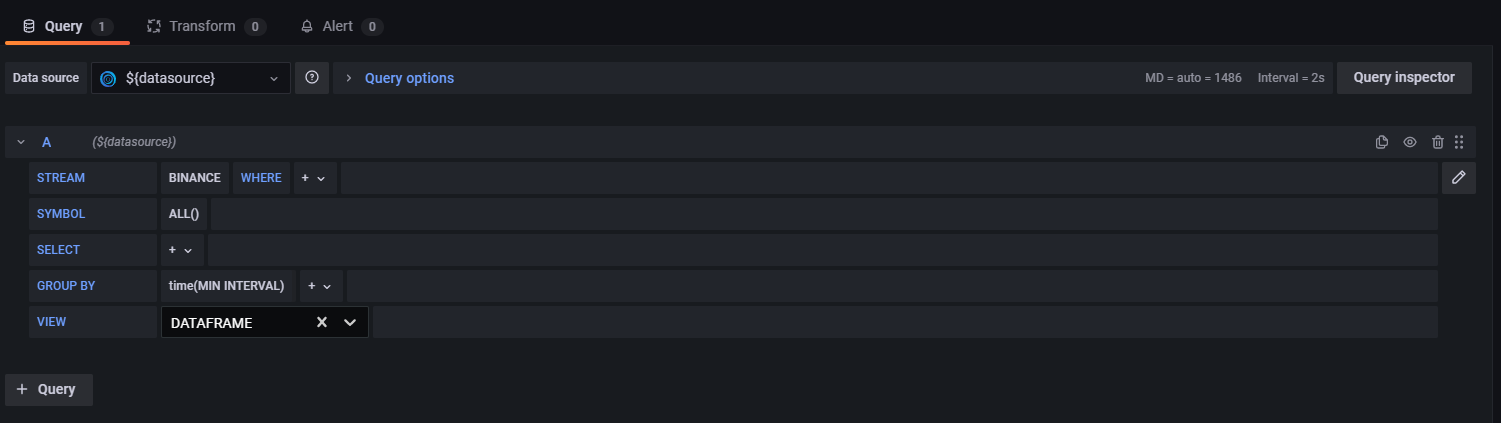 Query 1 Transform 0 Alert 0
Data source ${datasource} Query options MD = auto = 1486 Interval = 2s Query inspector
A (${datasource})
STREAM BINANCE WHERE +
SYMBOL ALL()
SELECT +
GROUP BY time(MIN INTERVAL) +
VIEW DATAFRAME
+ Query